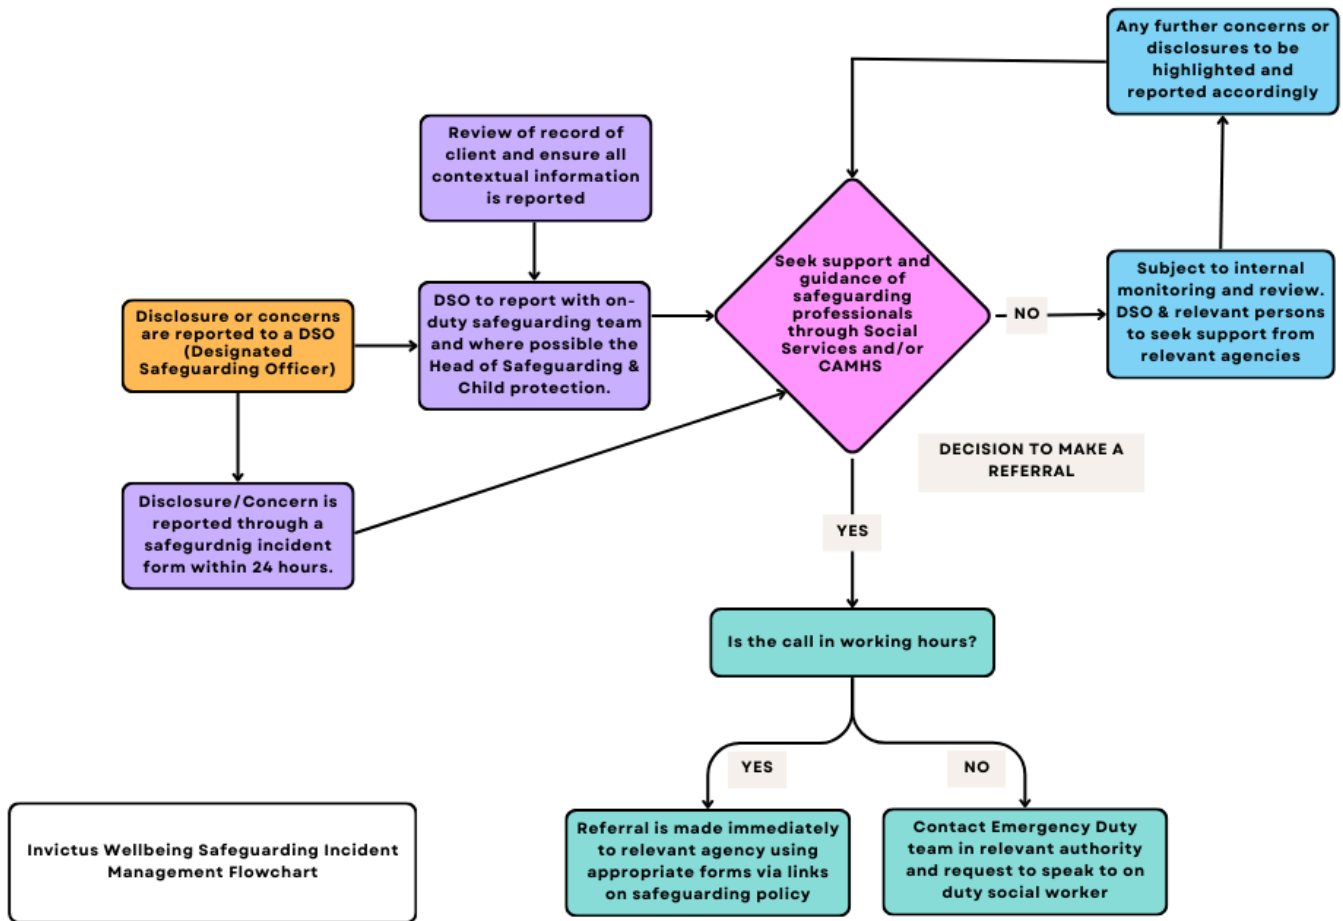 Any further concerns or
disclosures to be
highlighted and
reported accordingly
Review of record of
client and ensure all
contextual information
is reported
Disclosure or concerns
are reported to a DSO
(Designated
Safeguarding Officer)
DSO to report with on-
duty safeguarding team
and where possible the
Head of Safeguarding &
Child protection.
Seek support and
guidance of
safeguarding
professionals
through Social
Services and/or
CAMHS
NO
Subject to internal
monitoring and review.
DSO & relevant persons
to seek support from
relevant agencies
DECISION TO MAKE A
REFERRAL
Disclosure/Concern is
reported through a
safegurdnig incident
form within 24 hours.
YES
Is the call in working hours?
YES
NO
Referral is made immediately
to relevant agency using
appropriate forms via links
on safeguarding policy
Contact Emergency Duty
team in relevant authority
and request to speak to on
duty social worker
Invictus Wellbeing Safeguarding Incident
Management Flowchart